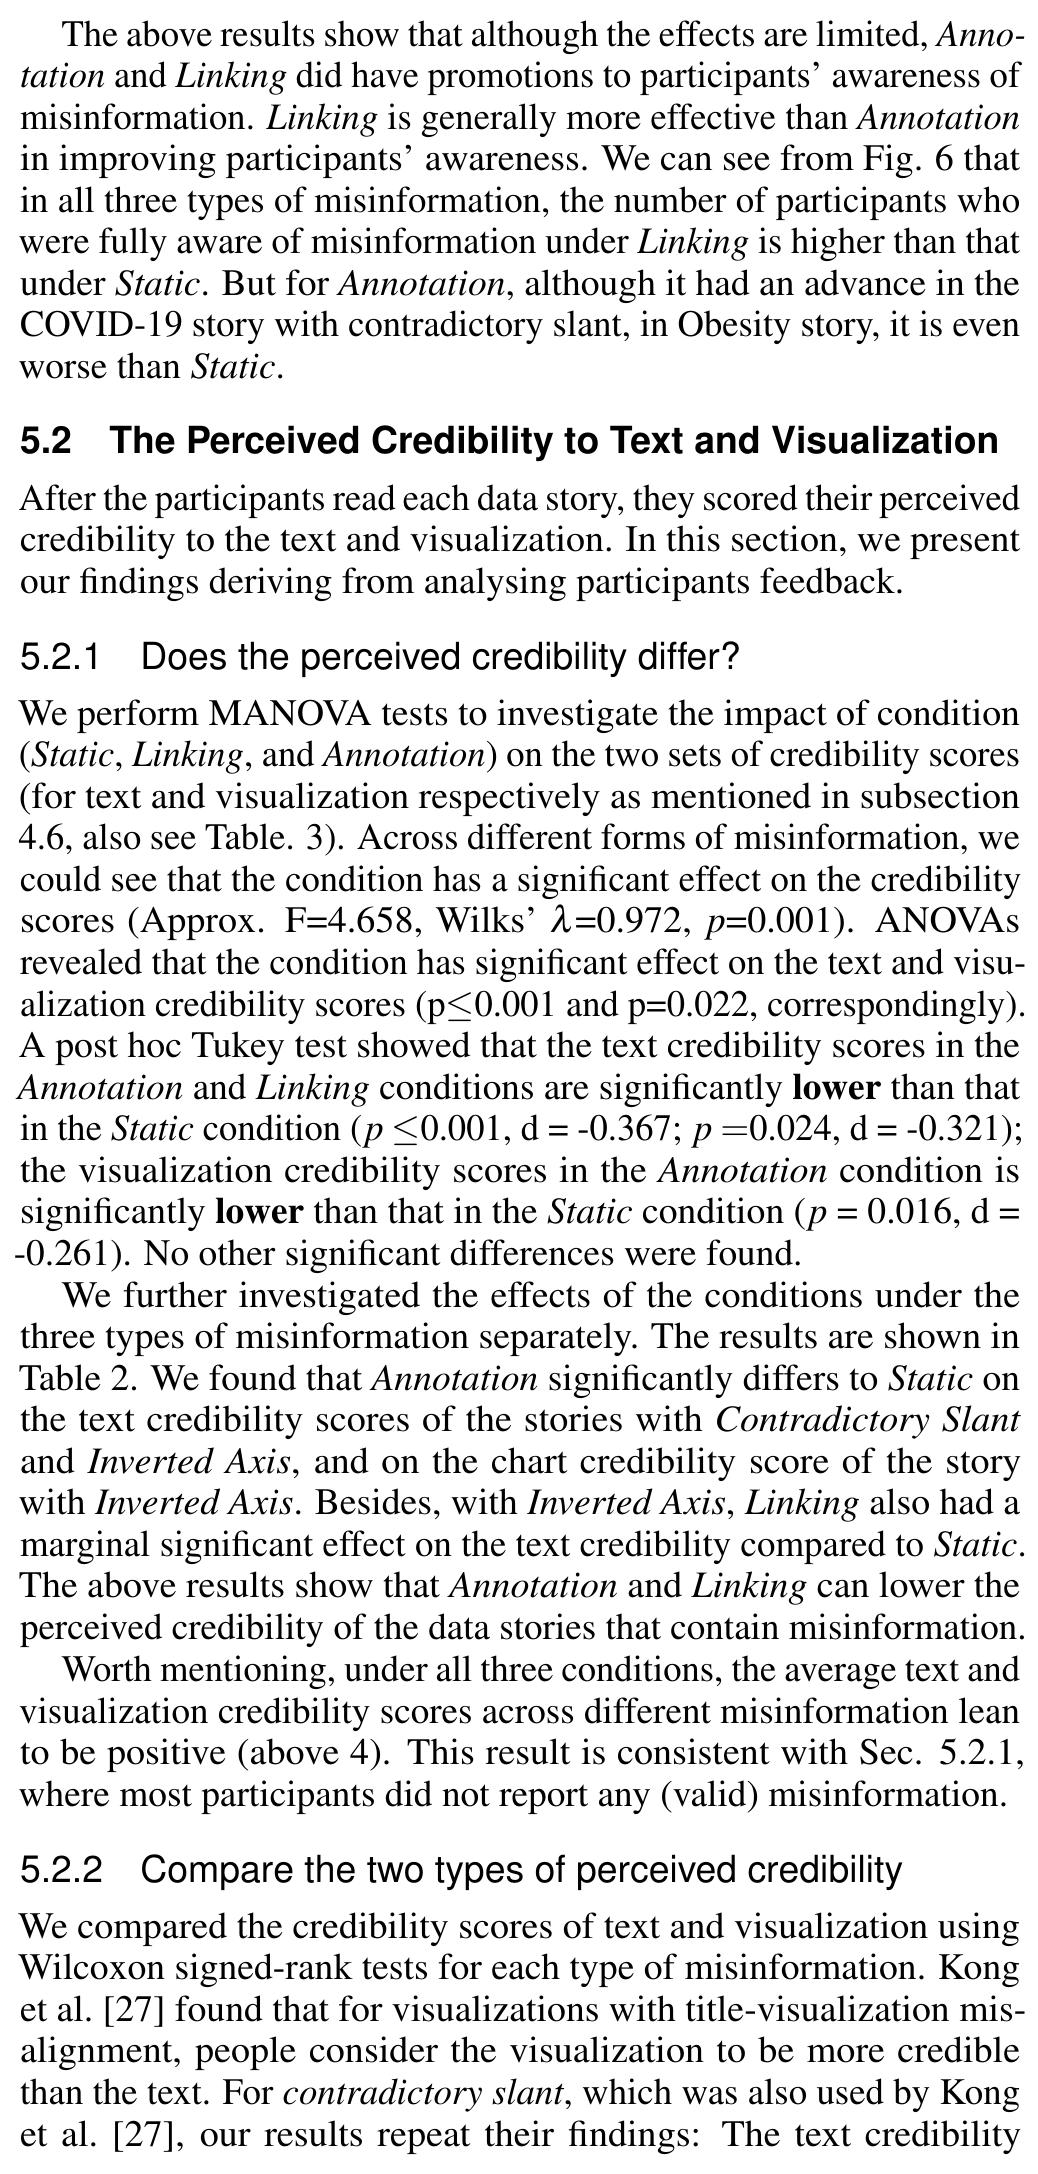 The above results show that although the effects are limited, Anno-
tation and Linking did have promotions to participants' awareness of
misinformation. Linking is generally more effective than Annotation
in improving participants' awareness. We can see from Fig. 6 that
in all three types of misinformation, the number of participants who
were fully aware of misinformation under Linking is higher than that
under Static. But for Annotation, although it had an advance in the
COVID-19 story with contradictory slant, in Obesity story, it is even
worse than Static.
5.2 The Perceived Credibility to Text and Visualization
After the participants read each data story, they scored their perceived
credibility to the text and visualization. In this section, we present
our findings deriving from analysing participants feedback.
5.2.1 Does the perceived credibility differ?
We perform MANOVA tests to investigate the impact of condition
(Static, Linking, and Annotation) on the two sets of credibility scores
(for text and visualization respectively as mentioned in subsection
4.6, also see Table. 3). Across different forms of misinformation, we
could see that the condition has a significant effect on the credibility
scores (Approx. F=4.658, Wilks' λ=0.972, p=0.001). ANOVAs
revealed that the condition has significant effect on the text and visu-
alization credibility scores (p≤0.001 and p=0.022, correspondingly).
A post hoc Tukey test showed that the text credibility scores in the
Annotation and Linking conditions are significantly lower than that
in the Static condition (p ≤0.001, d = -0.367; p =0.024, d = -0.321);
the visualization credibility scores in the Annotation condition is
significantly lower than that in the Static condition (p = 0.016, d =
-0.261). No other significant differences were found.
We further investigated the effects of the conditions under the
three types of misinformation separately. The results are shown in
Table 2. We found that Annotation significantly differs to Static on
the text credibility scores of the stories with Contradictory Slant
and Inverted Axis, and on the chart credibility score of the story
with Inverted Axis. Besides, with Inverted Axis, Linking also had a
marginal significant effect on the text credibility compared to Static.
The above results show that Annotation and Linking can lower the
perceived credibility of the data stories that contain misinformation.
Worth mentioning, under all three conditions, the average text and
visualization credibility scores across different misinformation lean
to be positive (above 4). This result is consistent with Sec. 5.2.1,
where most participants did not report any (valid) misinformation.
5.2.2 Compare the two types of perceived credibility
We compared the credibility scores of text and visualization using
Wilcoxon signed-rank tests for each type of misinformation. Kong
et al. [27] found that for visualizations with title-visualization mis-
alignment, people consider the visualization to be more credible
than the text. For contradictory slant, which was also used by Kong
et al. [27], our results repeat their findings: The text credibility